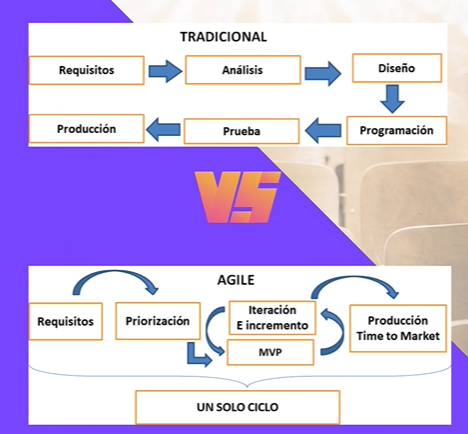 TRADICIONAL
Requisitos
Análisis
Diseño
Producción
Prueba
Programación
VS
AGILE
Requisitos
Priorización
Iteración
E incremento
MVP
Producción
Time to Market
UN SOLO CICLO